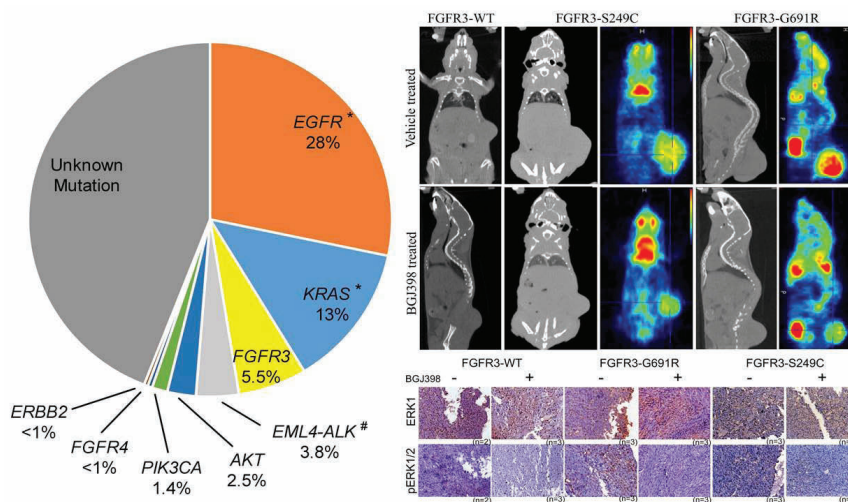 EGFR *
28%
KRAS *
13%
FGFR3
5.5%
EML4-ALK #
3.8%
AKT
2.5%
PIK3CA
1.4%
FGFR4
<1%
ERBB2
<1%
Unknown
Mutation
FGFR3-WT
FGFR3-S249C
FGFR3-G691R
Vehicle treated
BGJ398 treated
H
H
FGFR3-WT
FGFR3-G691R
FGFR3-S249C
BGJ398
- + - + - +
ERK1
(n=2) (n=3) (n=3) (n=3) (n=3) (n=3)
pERK1/2
(n=2) (n=3) (n=3) (n=3) (n=3) (n=3)